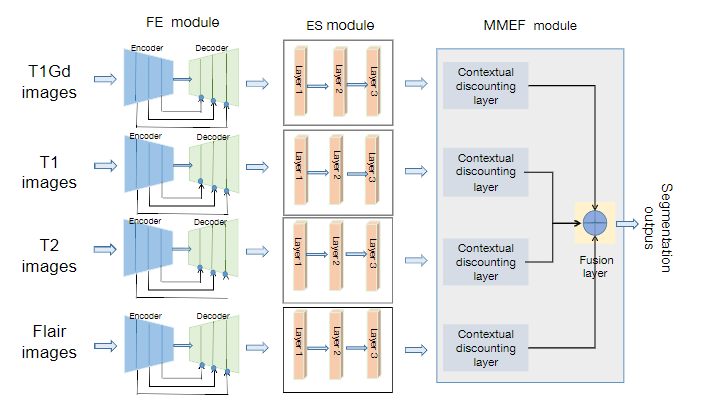 FE module
ES module
MMEF module
T1Gd
images
Encoder
Decoder
Layer 1
Layer 2
Layer 3
Contextual
discounting
layer
T1
images
Encoder
Decoder
Layer 1
Layer 2
Layer 3
Contextual
discounting
layer
T2
images
Encoder
Decoder
Layer 1
Layer 2
Layer 3
Contextual
discounting
layer
Flair
images
Encoder
Decoder
Layer 1
Layer 2
Layer 3
Contextual
discounting
layer
Fusion
layer
Segmentation
outpus